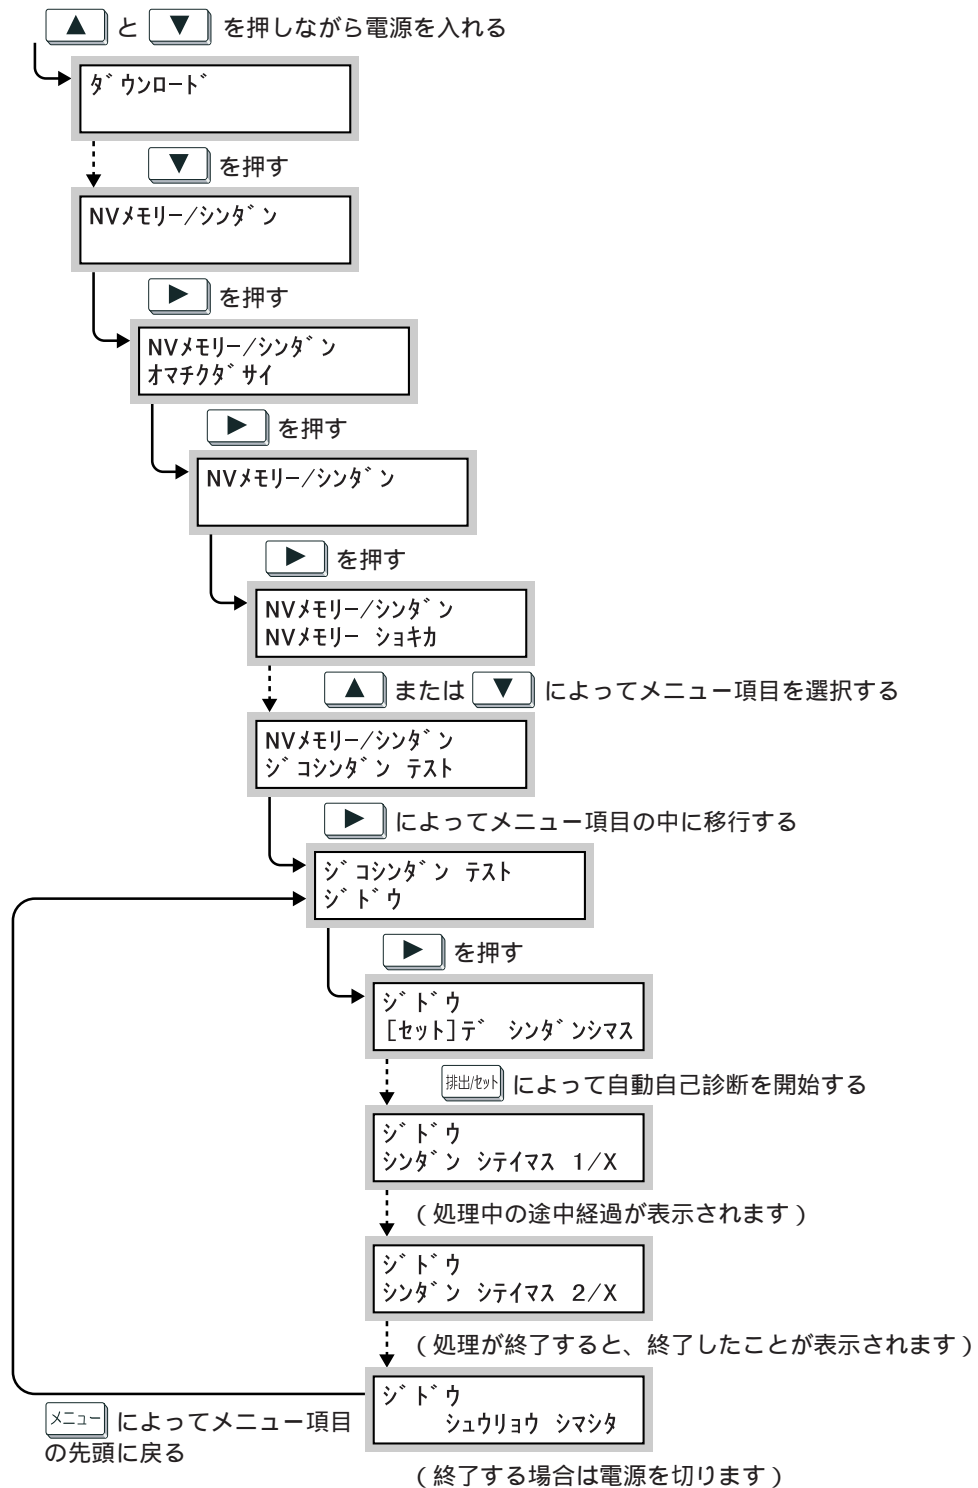 ▲ と ▼ を押しながら電源を入れる
ダウンロード
▼ を押す
NVメモリー/シンダン
▶ を押す
NVメモリー/シンダン
オマチクダサイ
▶ を押す
NVメモリー/シンダン
▶ を押す
NVメモリー/シンダン
NVメモリー ショキカ
▲ または ▼ によってメニュー項目を選択する
NVメモリー/シンダン
ジコシンダン テスト
▶ によってメニュー項目の中に移行する
ジコシンダン テスト
ジドウ
▶ を押す
ジドウ
[セット]デ シンダンシマス
排出/セット によって自動自己診断を開始する
ジドウ
シンダン シテイマス 1/X
(処理中の途中経過が表示されます)
ジドウ
シンダン シテイマス 2/X
(処理が終了すると、終了したことが表示されます)
ジドウ
シュウリョウ シマシタ
メニュー によってメニュー項目
の先頭に戻る
(終了する場合は電源を切ります)